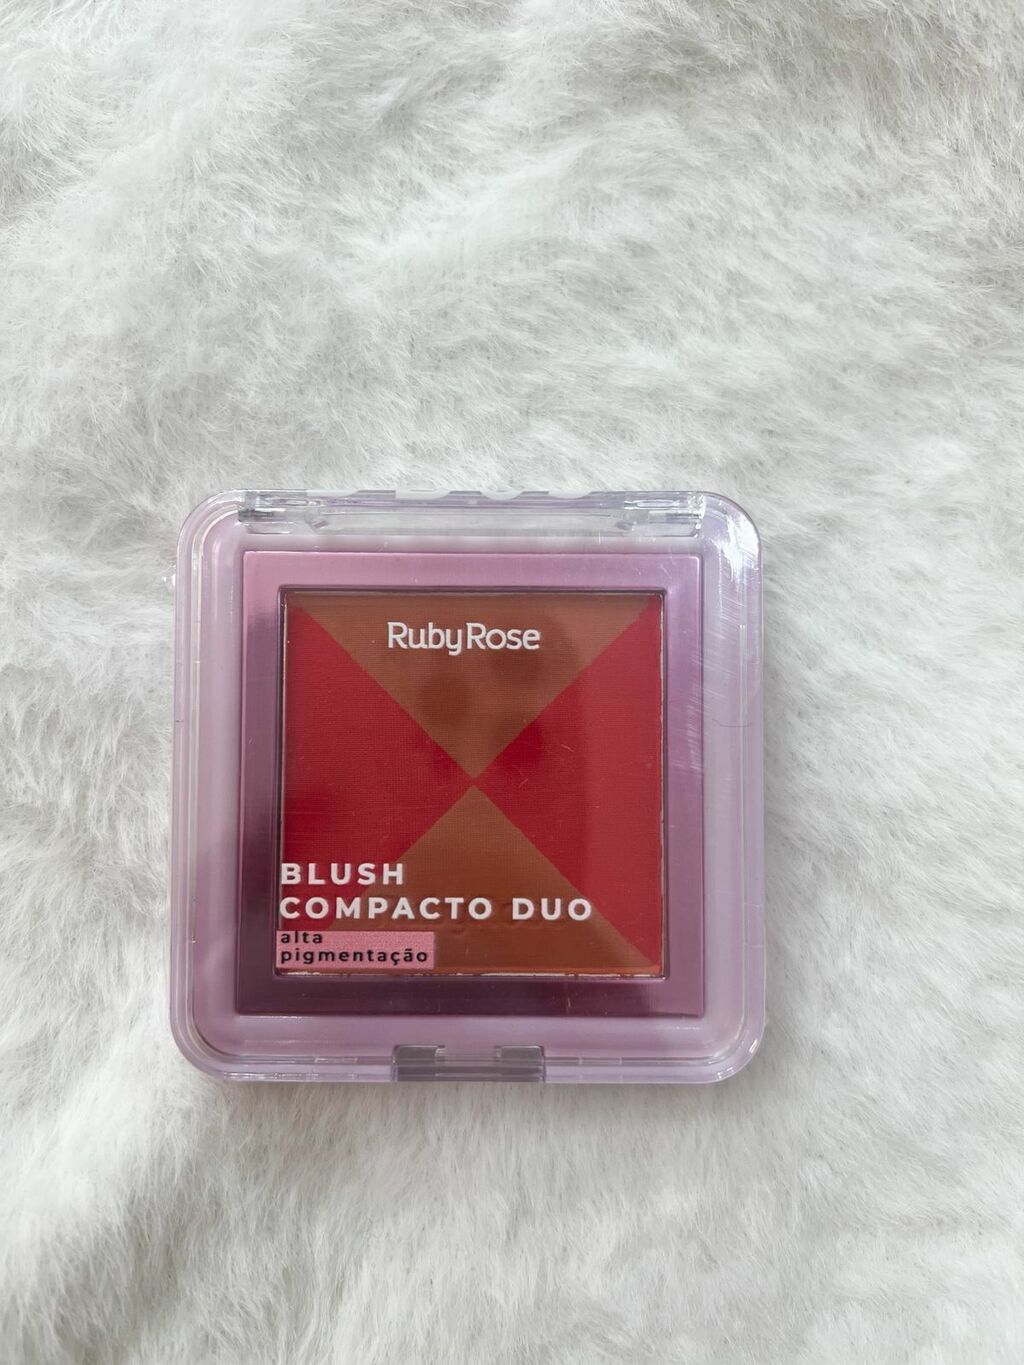 RubyRose
BLUSH
COMPACTO DUO
alta
pigmentação